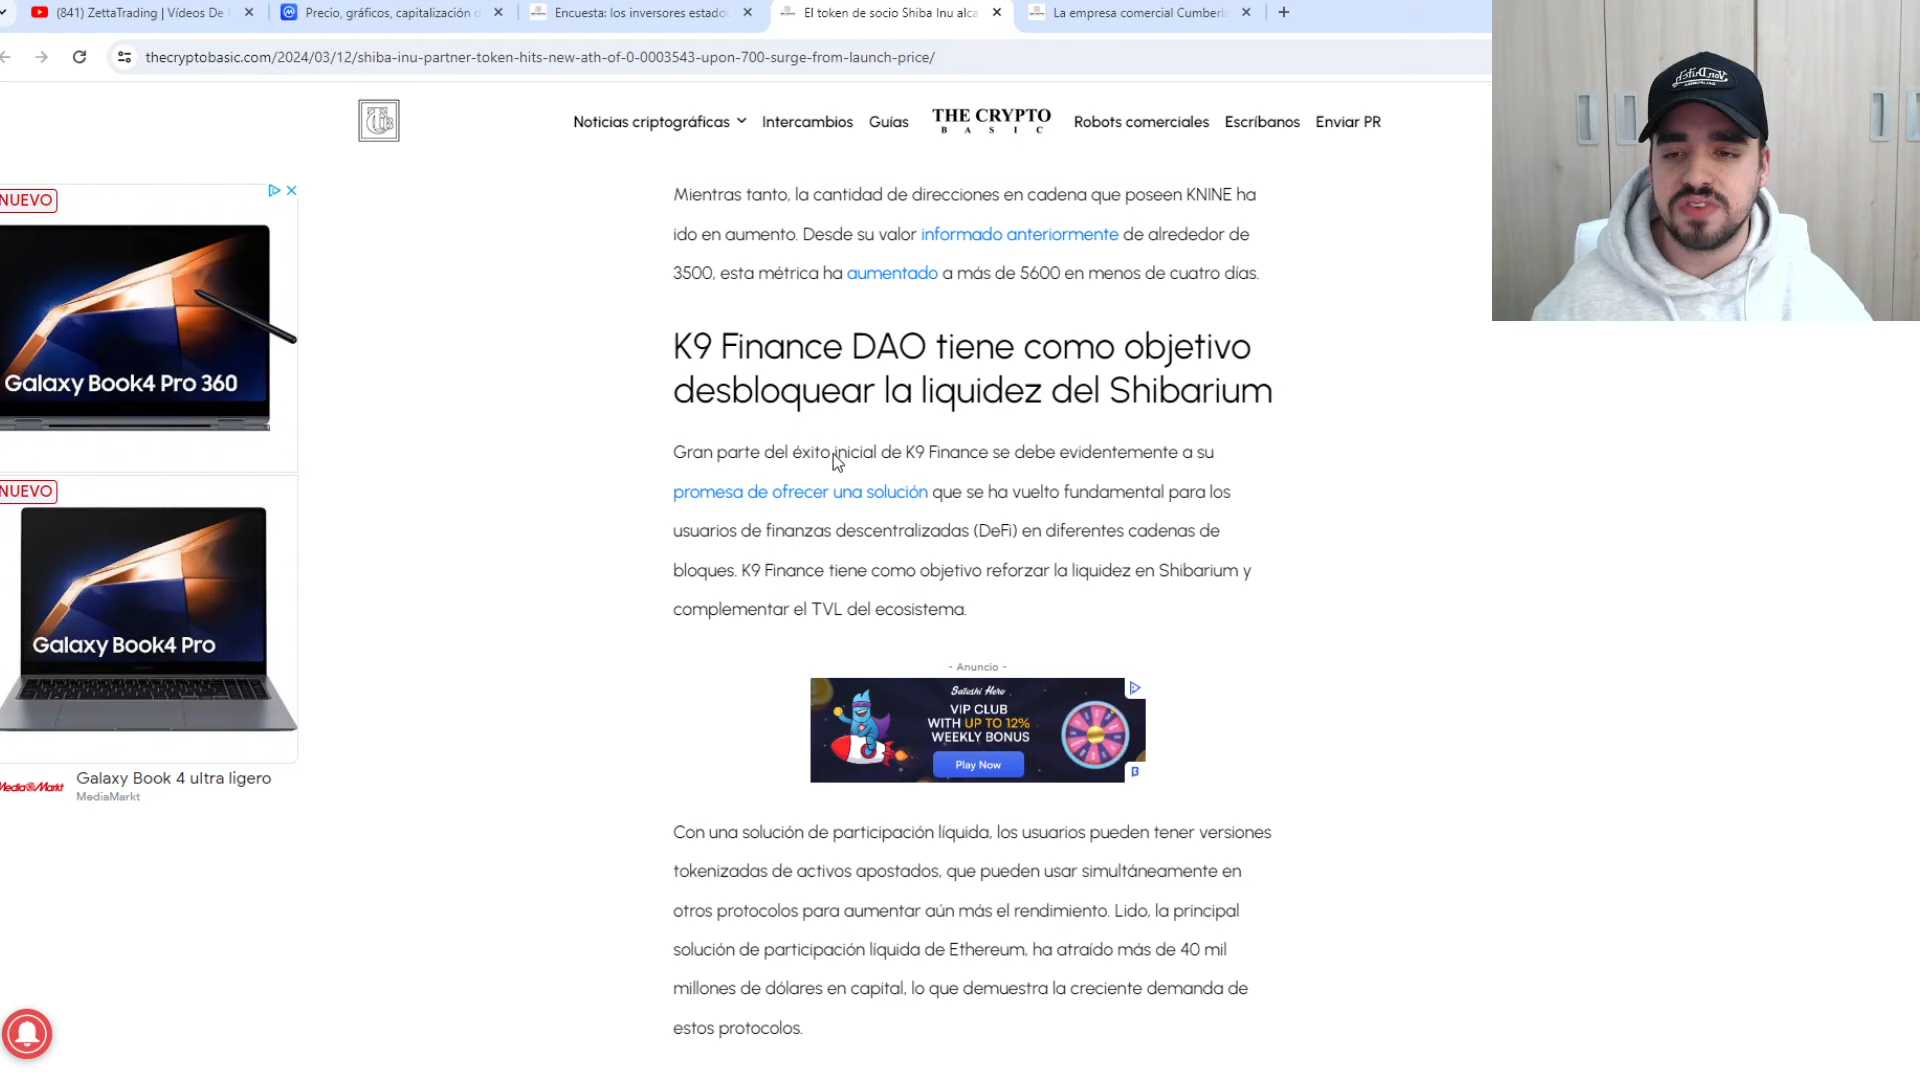 (841) ZettaTrading | Vídeos De
Precio, gráficos, capitalización d
Encuesta: los inversores estado
El token de socio Shiba Inu alca
La empresa comercial Cumberla
thecryptobasic.com/2024/03/12/shiba-inu-partner-token-hits-new-ath-of-0-0003543-upon-700-surge-from-launch-price/
Noticias criptográficas
Intercambios
Guías
THE CRYPTO
BASIC
Robots comerciales
Escríbanos
Enviar PR
Mientras tanto, la cantidad de direcciones en cadena que poseen KNINE ha
ido en aumento. Desde su valor informado anteriormente de alrededor de
3500, esta métrica ha aumentado a más de 5600 en menos de cuatro días.
K9 Finance DAO tiene como objetivo
desbloquear la liquidez del Shibarium
Gran parte del éxito inicial de K9 Finance se debe evidentemente a su
promesa de ofrecer una solución que se ha vuelto fundamental para los
usuarios de finanzas descentralizadas (DeFi) en diferentes cadenas de
bloques. K9 Finance tiene como objetivo reforzar la liquidez en Shibarium y
complementar el TVL del ecosistema.
- Anuncio -
Satoshi Hero
VIP CLUB
WITH UP TO 12%
WEEKLY BONUS
Play Now
Con una solución de participación líquida, los usuarios pueden tener versiones
tokenizadas de activos apostados, que pueden usar simultáneamente en
otros protocolos para aumentar aún más el rendimiento. Lido, la principal
solución de participación líquida de Ethereum, ha atraído más de 40 mil
millones de dólares en capital, lo que demuestra la creciente demanda de
estos protocolos.
NUEVO
Galaxy Book4 Pro 360
NUEVO
Galaxy Book4 Pro
MediaMarkt
Galaxy Book 4 ultra ligero
MediaMarkt